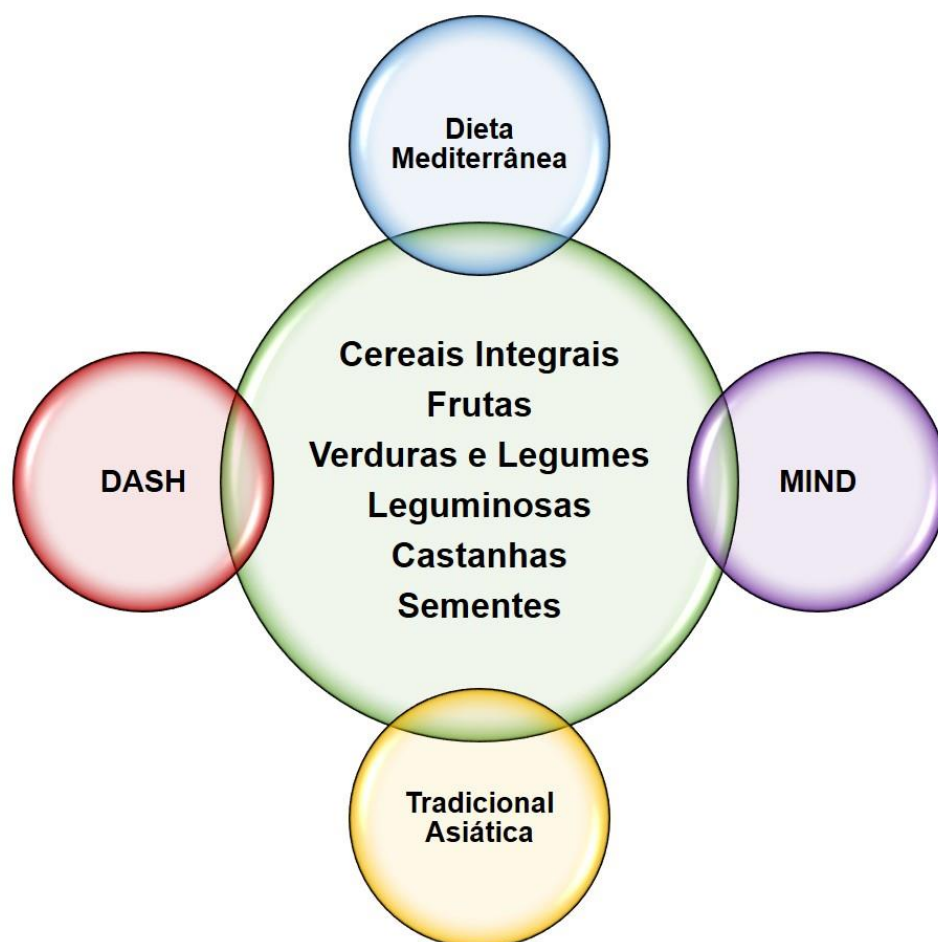 Dieta
Mediterrânea
Cereais Integrais
Frutas
Verduras e Legumes
Leguminosas
Castanhas
Sementes
DASH
MIND
Tradicional
Asiática